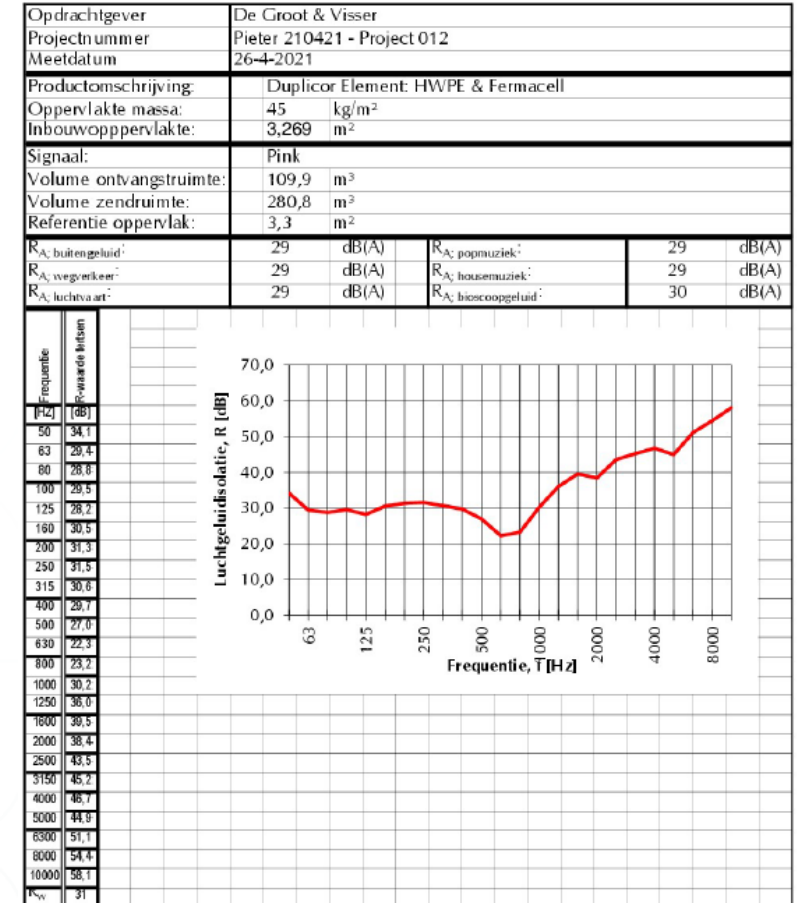 Opdrachtgever De Groot & Visser
Projectnummer Pieter 210421 - Project 012
Meetdatum 26-4-2021
Productomschrijving: Duplicor Element: HWPE & Fermacell
Oppervlakte massa: 45 kg/m²
Inbouwopppervlakte: 3,269 m²
Signaal: Pink
Volume ontvangstruimte: 109,9 m³
Volume zendruimte: 280,8 m³
Referentie oppervlak: 3,3 m²
RA; buitengeluid: 29 dB(A) RA; popmuziek: 29 dB(A)
RA; wegverkeer: 29 dB(A) RA; housemuziek: 29 dB(A)
RA; luchtvaart: 29 dB(A) RA; bioscoopgeluid: 30 dB(A)
Frequentie R-waarde
[HZ] [dB]
50 34,1
63 29,4
80 28,8
100 29,5
125 28,2
160 30,5
200 31,3
250 31,5
315 30,6
400 29,7
500 27,0
630 22,3
800 23,2
1000 30,2
1250 36,0
1600 39,5
2000 38,4
2500 43,5
3150 45,2
4000 46,7
5000 44,9
6300 51,1
8000 54,4
10000 58,1
Rw 31
Luchtgeluidisolatie, R [dB]
70,0
60,0
50,0
40,0
30,0
20,0
10,0
0,0
63 125 250 500 1000 2000 4000 8000
Frequentie, f [Hz]